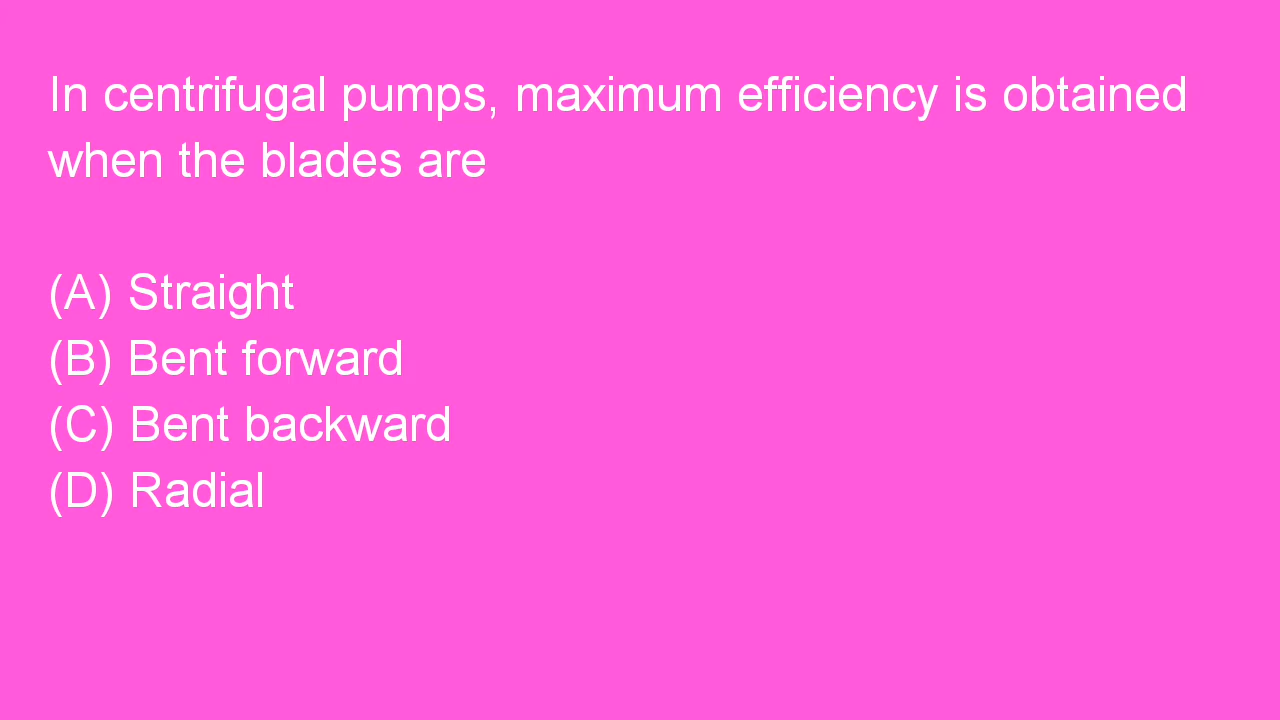 In centrifugal pumps, maximum efficiency is obtained
when the blades are
(A) Straight
(B) Bent forward
(C) Bent backward
(D) Radial